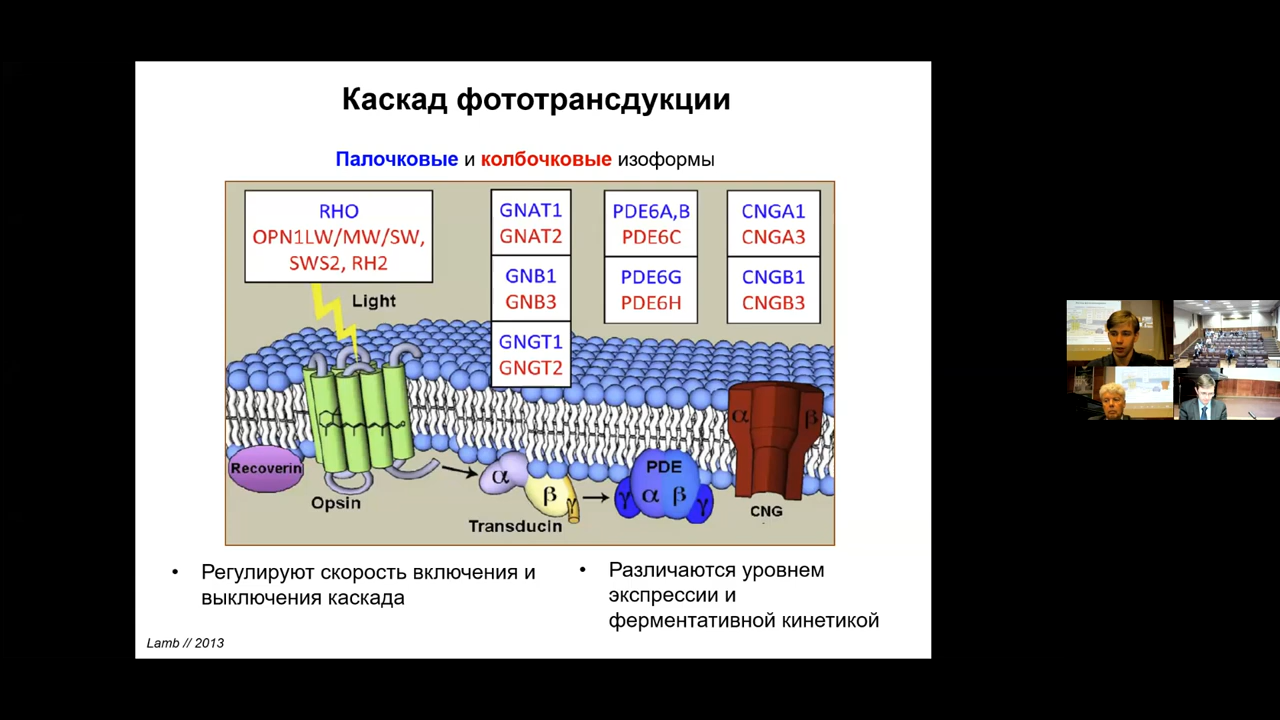 Каскад фототрансдукции
Палочковые и колбочковые изоформы
RHO
OPN1LW/MW/SW,
SWS2, RH2
GNAT1
GNAT2
GNB1
GNB3
GNGT1
GNGT2
PDE6A,B
PDE6C
PDE6G
PDE6H
CNGA1
CNGA3
CNGB1
CNGB3
Light
Recoverin
Opsin
α
β
γ
Transducin
PDE
γ
α
β
γ
α
β
CNG
• Регулируют скорость включения и
выключения каскада
• Различаются уровнем
экспрессии и
ферментативной кинетикой
Lamb // 2013